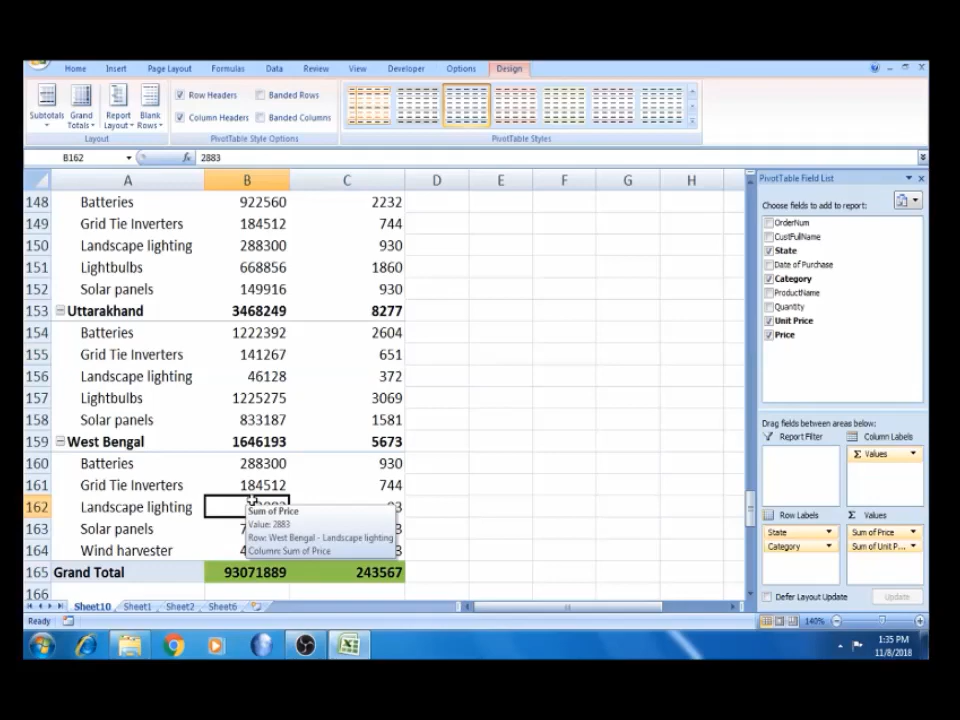 Home Insert Page Layout Formulas Data Review View Developer Options Design
Subtotals Grand Totals Report Layout Blank Rows
Row Headers Banded Rows
Column Headers Banded Columns
Layout PivotTable Style Options PivotTable Styles
B162 fx 2883
A B C D E F G H
148 Batteries 922560 2232
149 Grid Tie Inverters 184512 744
150 Landscape lighting 288300 930
151 Lightbulbs 668856 1860
152 Solar panels 149916 930
153 Uttarakhand 3468249 8277
154 Batteries 1222392 2604
155 Grid Tie Inverters 141267 651
156 Landscape lighting 46128 372
157 Lightbulbs 1225275 3069
158 Solar panels 833187 1581
159 West Bengal 1646193 5673
160 Batteries 288300 930
161 Grid Tie Inverters 184512 744
162 Landscape lighting
163 Solar panels
164 Wind harvester
165 Grand Total 93071889 243567
166
Sum of Price
Value: 2883
Row: West Bengal - Landscape lighting
Column: Sum of Price
PivotTable Field List
Choose fields to add to report:
OrderNum
CustFullName
State
Date of Purchase
Category
ProductName
Quantity
Unit Price
Price
Drag fields between areas below:
Report Filter Column Labels
Σ Values
Row Labels Σ Values
State Sum of Price
Category Sum of Unit P...
Defer Layout Update Update
Sheet10 Sheet1 Sheet2 Sheet6
Ready 140%
1:35 PM
11/8/2018